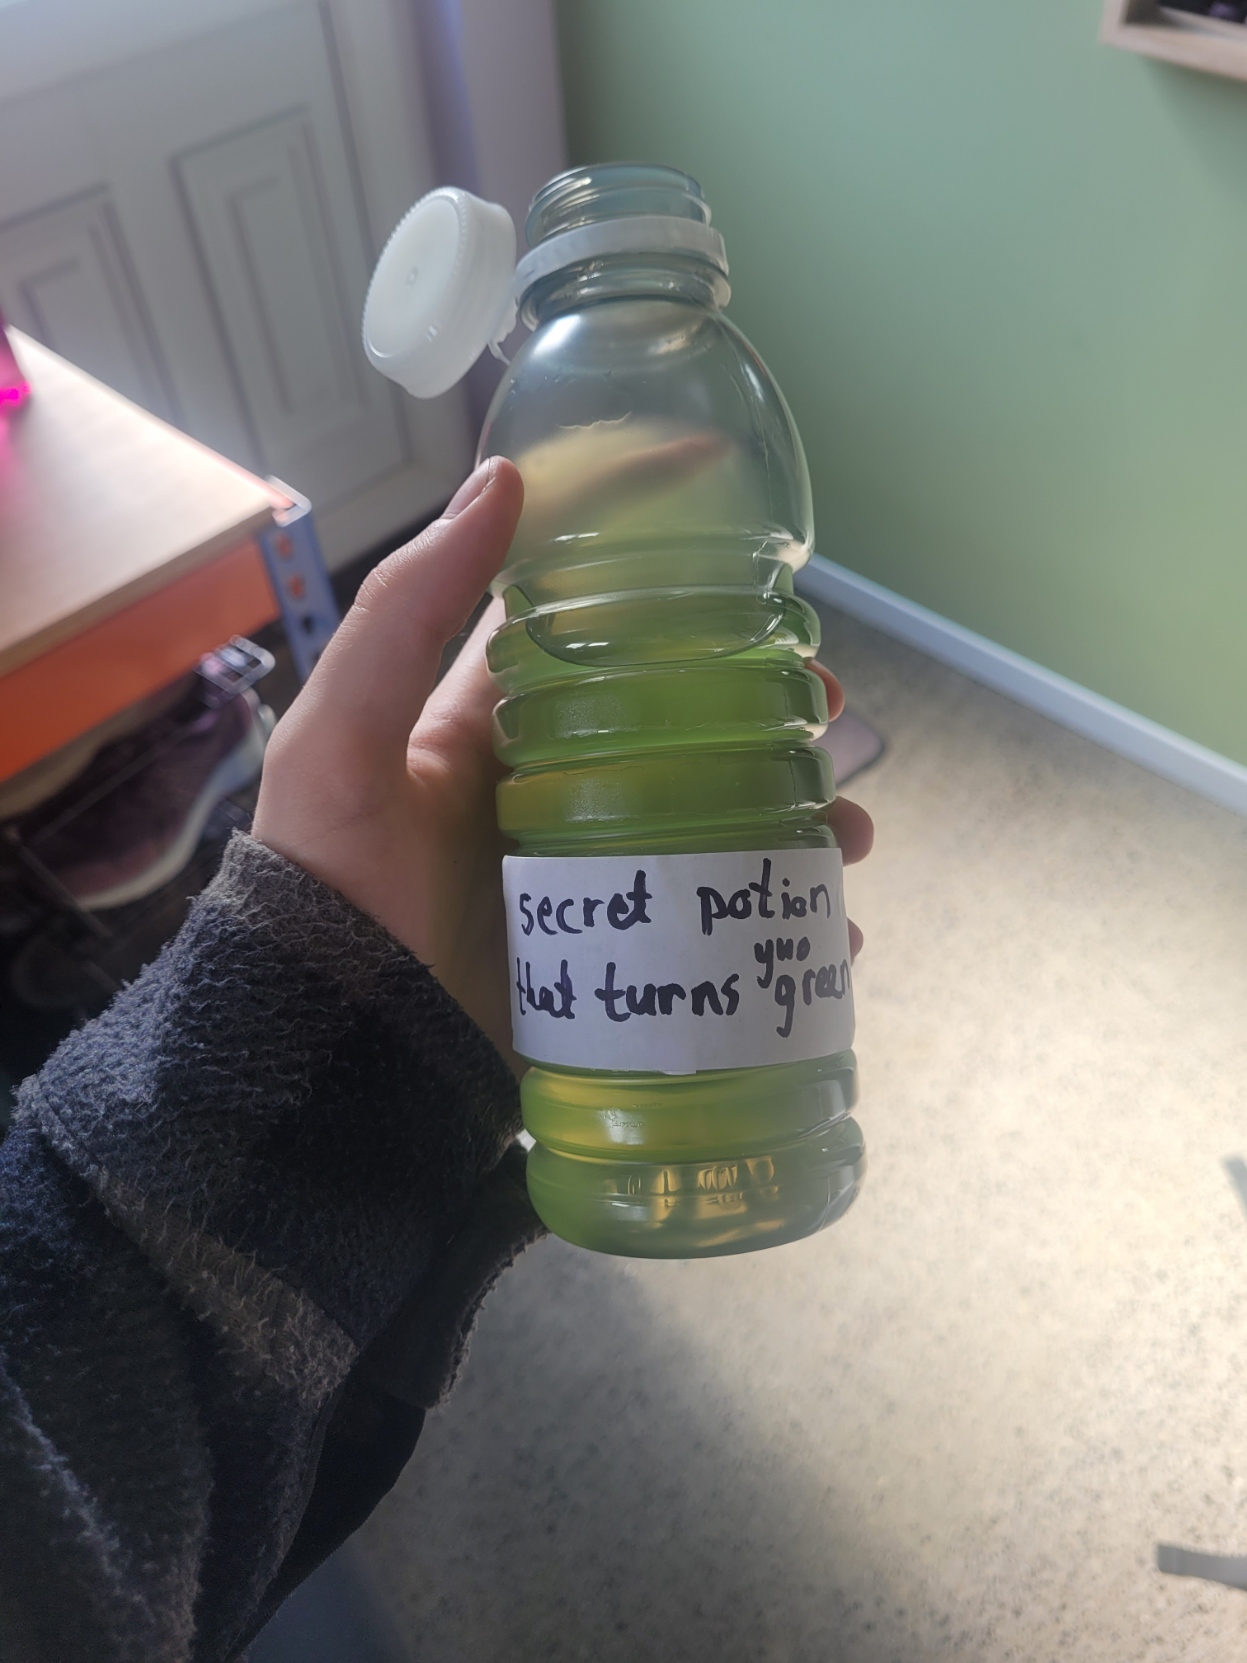 secret potion
yuo
that turns green